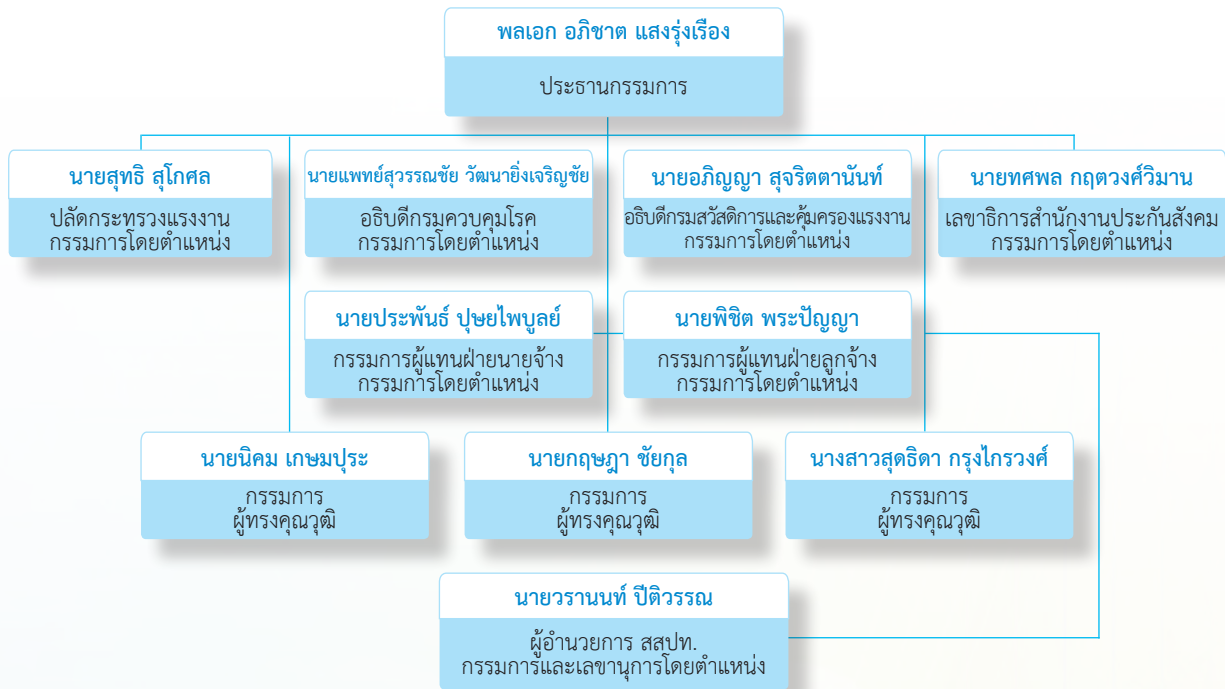 พลเอก อภิชาต แสงรุ่งเรือง
ประธานกรรมการ
นายสุทธิ สุโกศล
ปลัดกระทรวงแรงงาน
กรรมการโดยตำแหน่ง
นายแพทย์สุวรรณชัย วัฒนายิ่งเจริญชัย
อธิบดีกรมควบคุมโรค
กรรมการโดยตำแหน่ง
นายอภิญญา สุจริตตานันท์
อธิบดีกรมสวัสดิการและคุ้มครองแรงงาน
กรรมการโดยตำแหน่ง
นายทศพล กฤตวงศ์วิมาน
เลขาธิการสำนักงานประกันสังคม
กรรมการโดยตำแหน่ง
นายประพันธ์ ปุษยไพบูลย์
กรรมการผู้แทนฝ่ายนายจ้าง
กรรมการโดยตำแหน่ง
นายพิชิต พระปัญญา
กรรมการผู้แทนฝ่ายลูกจ้าง
กรรมการโดยตำแหน่ง
นายนิคม เกษมปุระ
กรรมการ
ผู้ทรงคุณวุฒิ
นายกฤษฎา ชัยกุล
กรรมการ
ผู้ทรงคุณวุฒิ
นางสาวสุดธิดา กรุงไกรวงศ์
กรรมการ
ผู้ทรงคุณวุฒิ
นายวรานนท์ ปีติวรรณ
ผู้อำนวยการ สสปท.
กรรมการและเลขานุการโดยตำแหน่ง